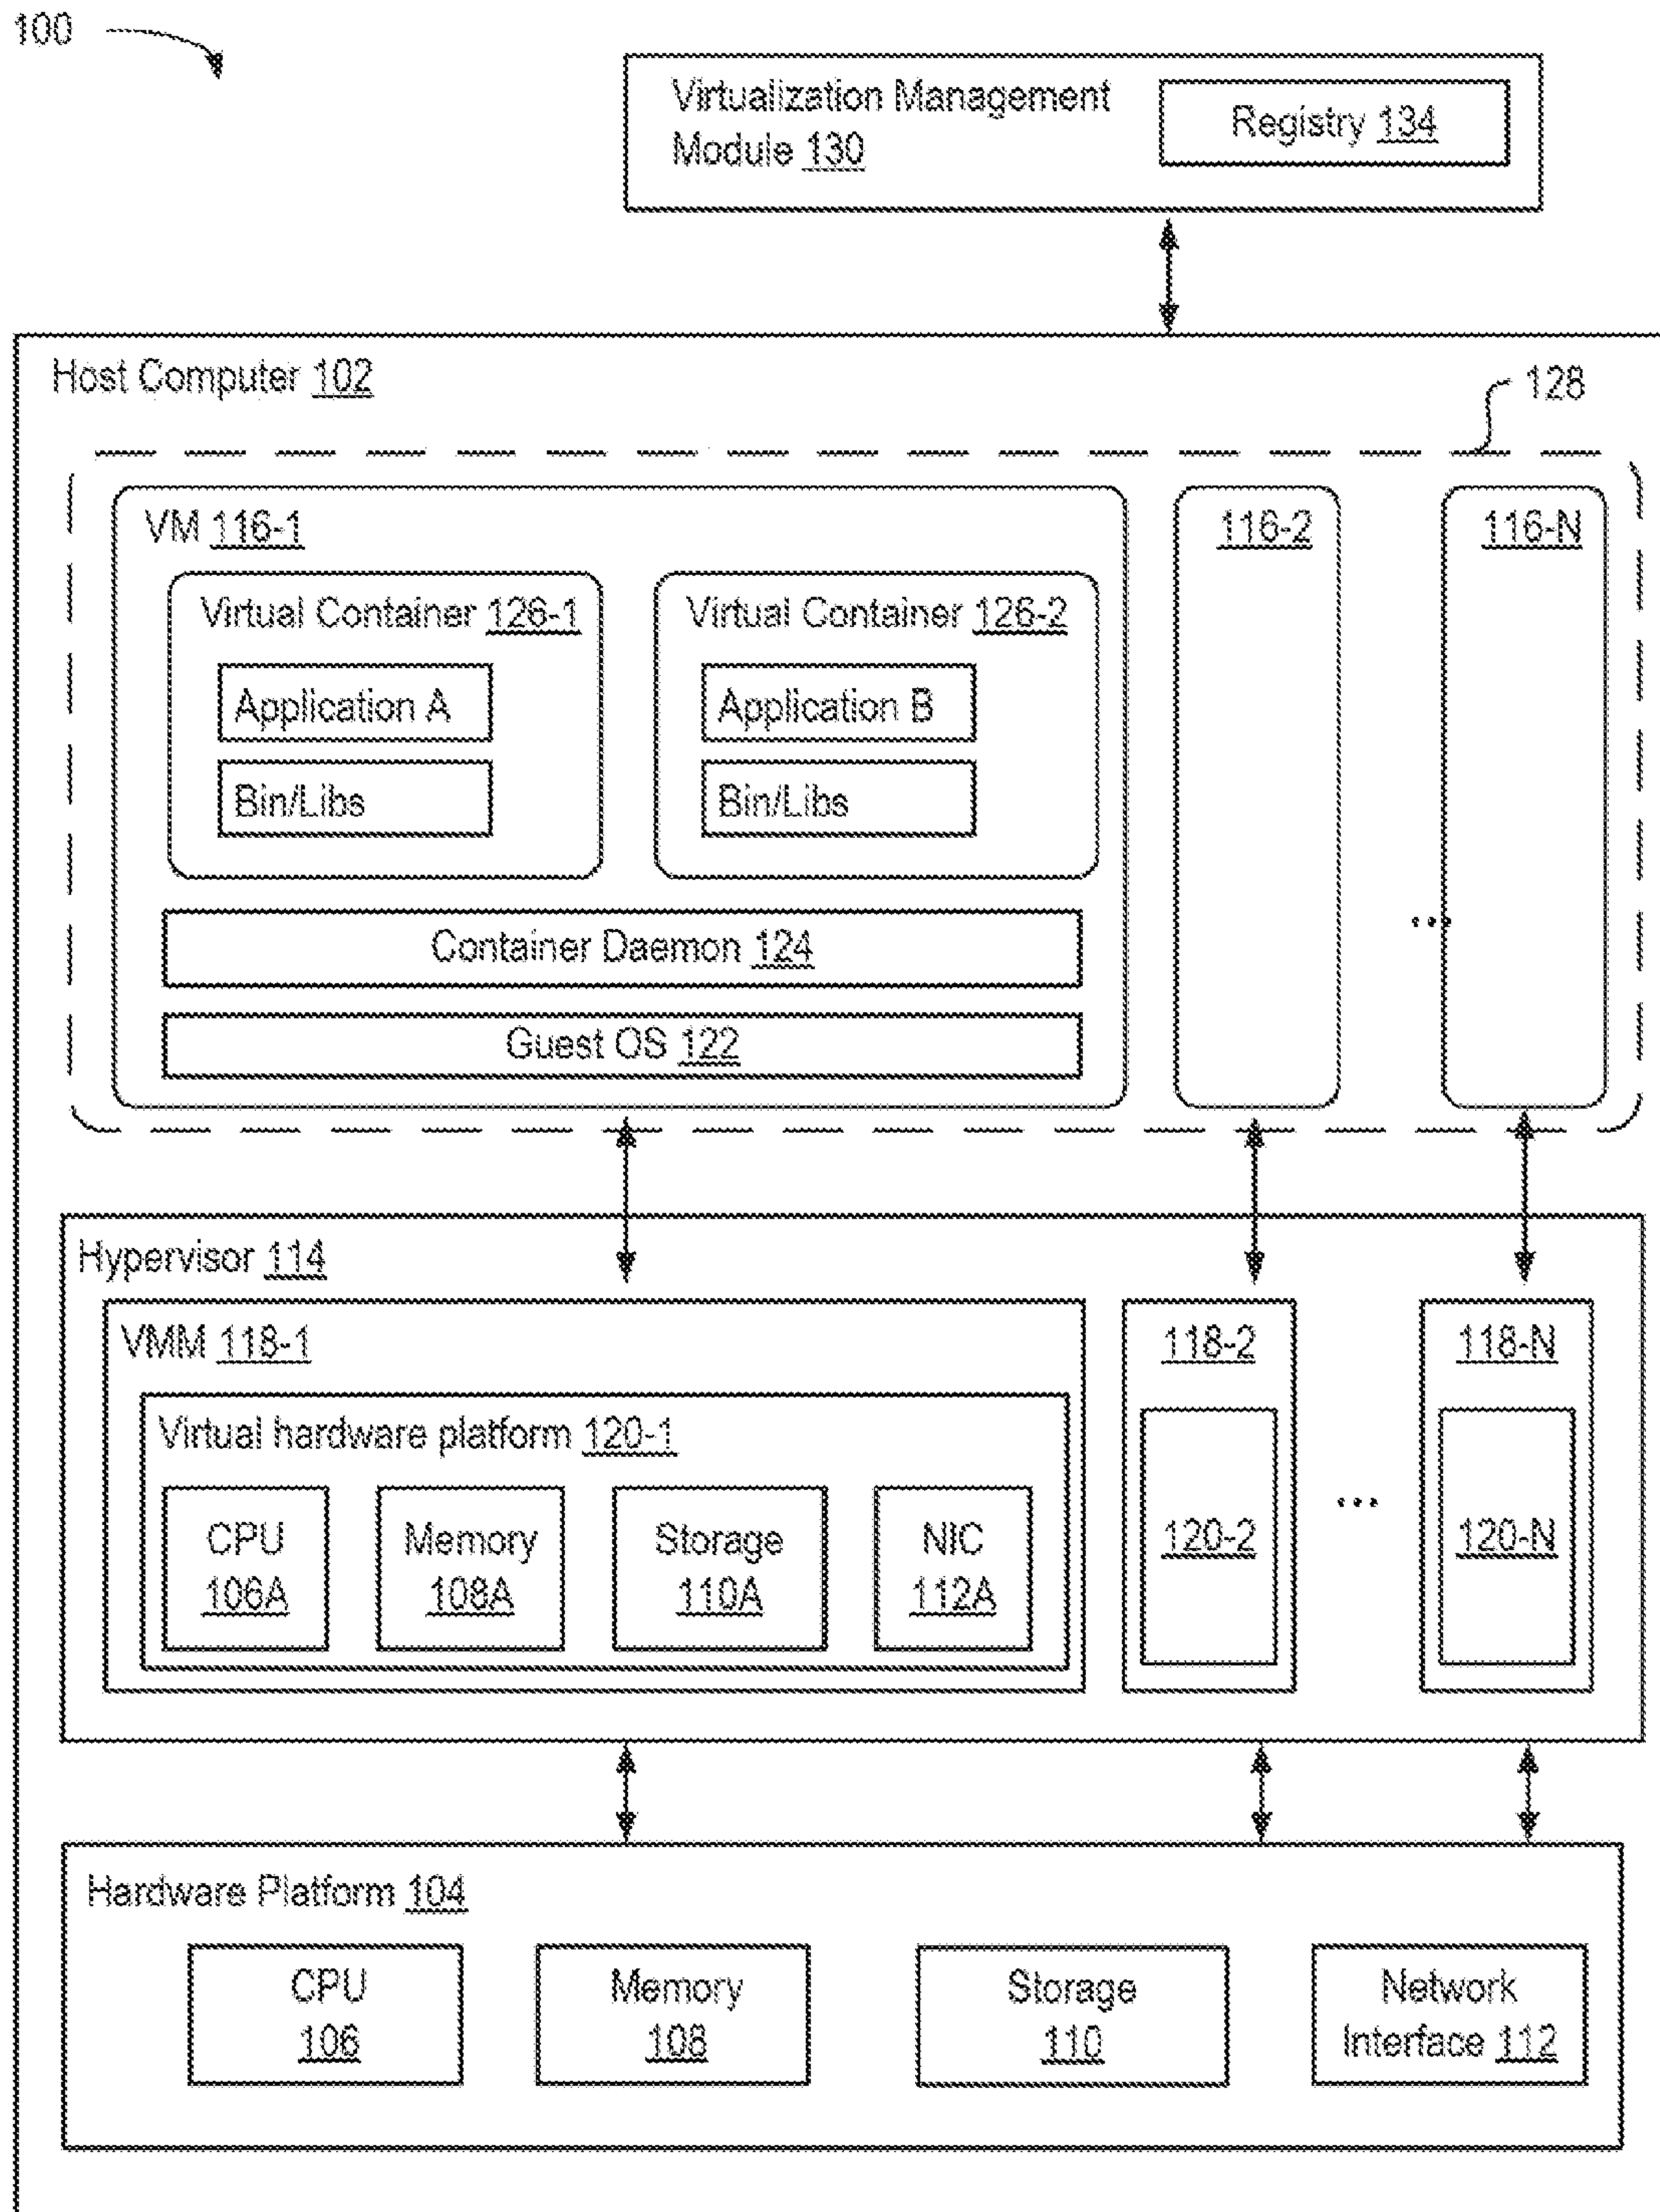 100
Virtualization Management
Module 130
Registry 134
Host Computer 102
128
VM 116-1
116-2
116-N
Virtual Container 126-1
Virtual Container 126-2
Application A
Application B
Bin/Libs
Bin/Libs
...
Container Daemon 124
Guest OS 122
Hypervisor 114
VMM 118-1
118-2
118-N
Virtual hardware platform 120-1
CPU
106A
Memory
108A
Storage
110A
NIC
112A
120-2
...
120-N
Hardware Platform 104
CPU
106
Memory
108
Storage
110
Network
Interface 112